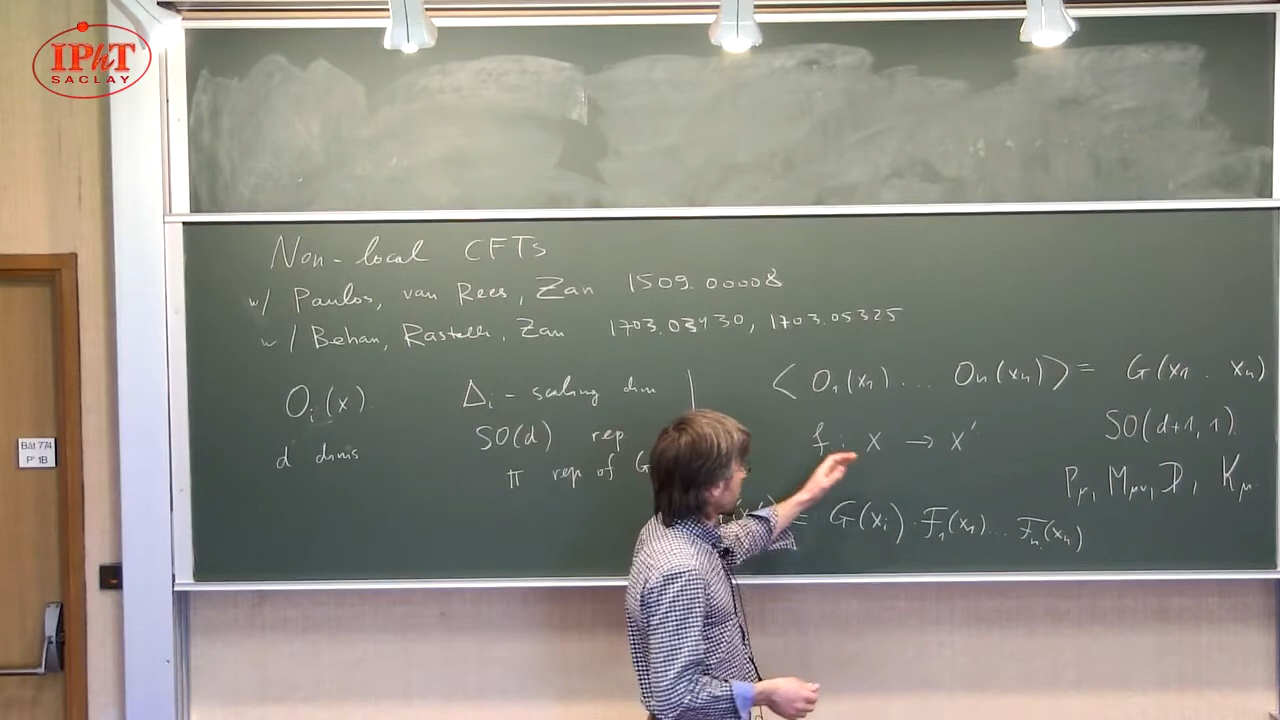 IPhT
SACLAY
Non-local CFTs
w/ Paulos, van Rees, Zan 1509.00008
w/ Behan, Rastelli, Zan 1703.03430, 1703.05325
O_i(x)
d dims
Δ_i - scaling dim
SO(d) rep
π rep of G
⟨ O_1(x_1) ... O_n(x_n) ⟩ = G(x_1 . x_n)
f: x → x'
SO(d+1, 1)
P_μ, M_μν, D, K_μ
= G(x_i) · F_1(x_1) ... F_n(x_n)
Bât 774
P 1B